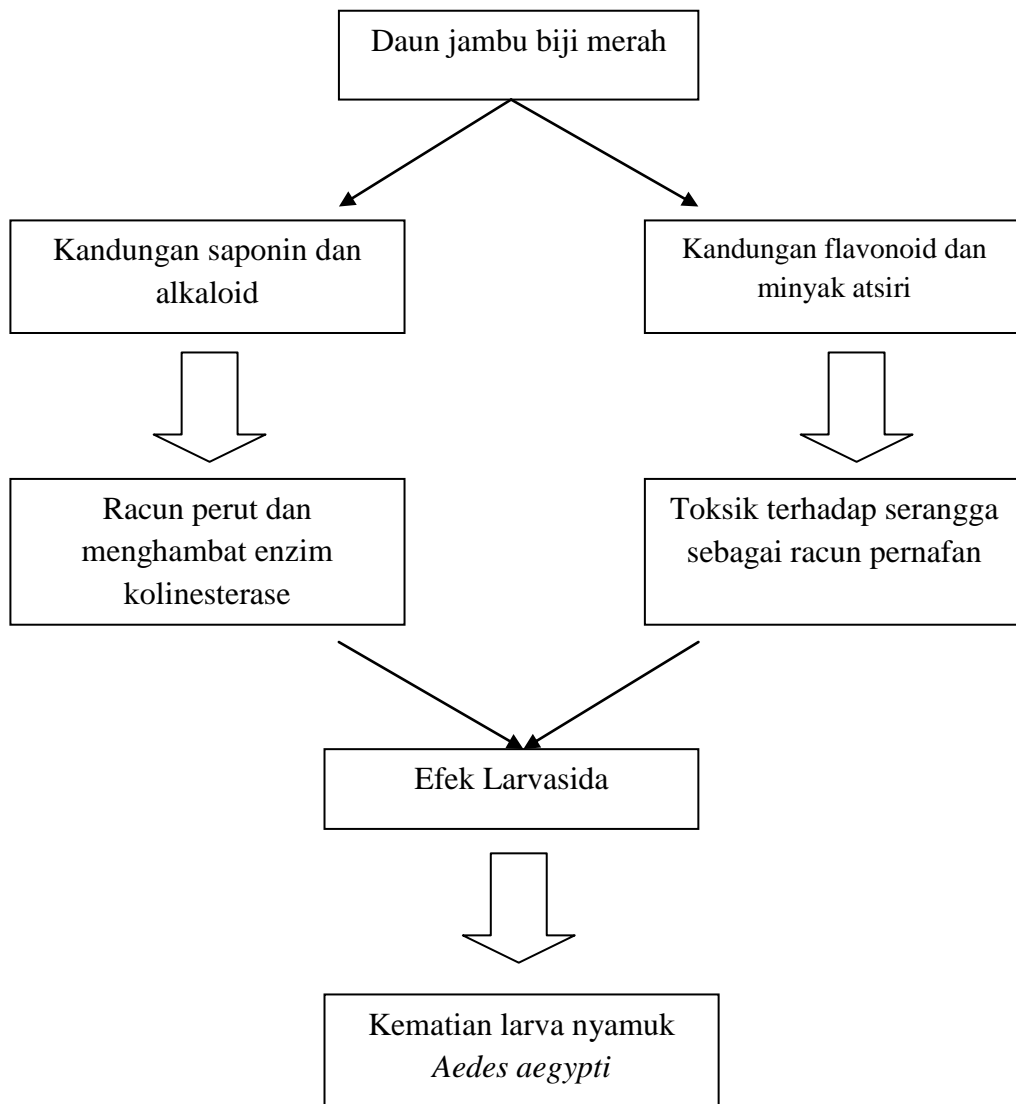 Daun jambu biji merah
Kandungan saponin dan
alkaloid
Kandungan flavonoid dan
minyak atsiri
Racun perut dan
menghambat enzim
kolinesterase
Toksik terhadap serangga
sebagai racun pernafan
Efek Larvasida
Kematian larva nyamuk
Aedes aegypti